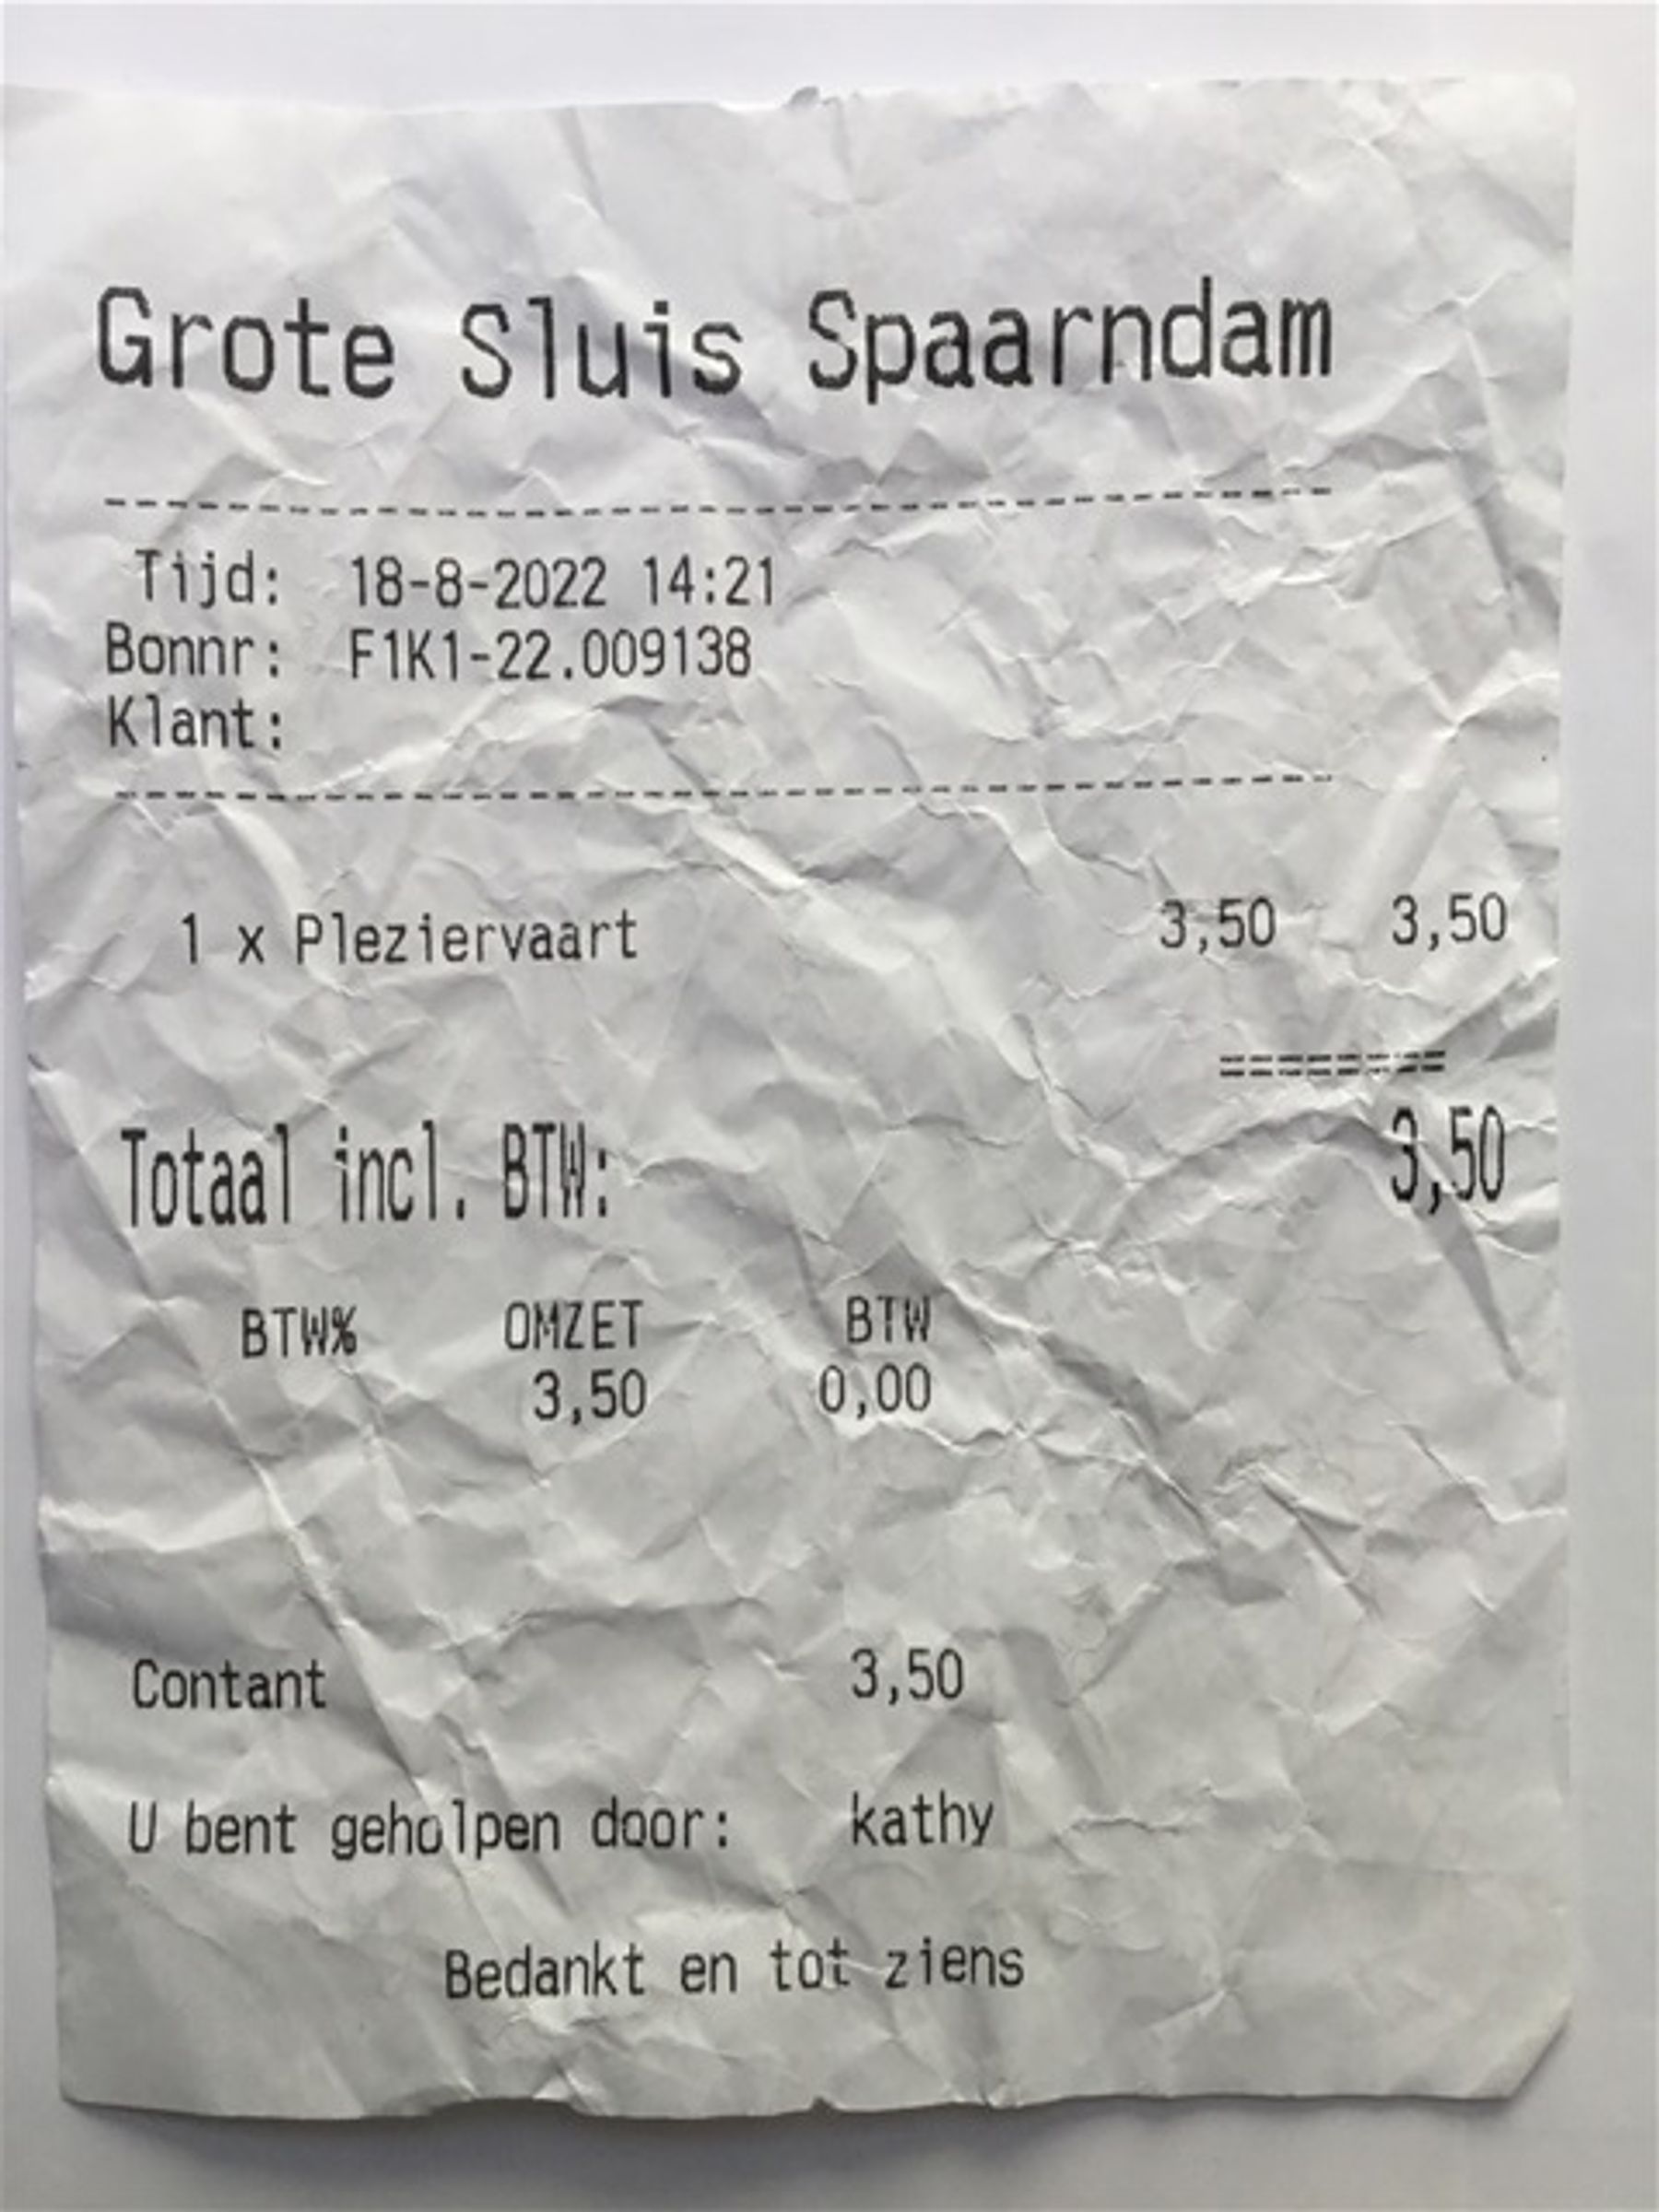 Grote Sluis Spaarndam
------------------------------------------
Tijd: 18-8-2022 14:21
Bonnr: F1K1-22.009138
Klant:
------------------------------------------
1 x Pleziervaart 3,50 3,50
========
Totaal incl. BTW: 3,50
BTW% OMZET BTW
3,50 0,00
Contant 3,50
U bent geholpen door: kathy
Bedankt en tot ziens